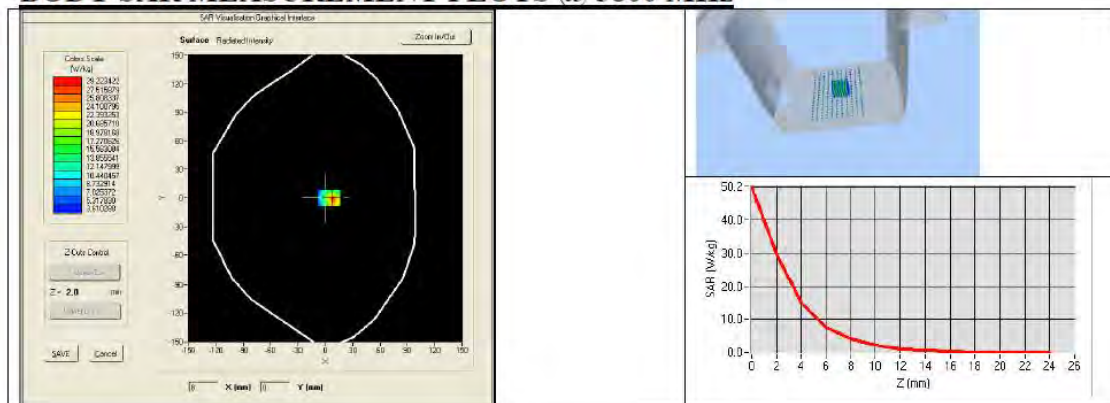 SAR Visualisation Graphical Interface
Surface Radiated Intensity
Zoom In/Out
Colors Scale
(W/kg)
29.223422
27.515879
25.808337
24.100795
22.393253
20.685710
18.978168
17.270626
15.563084
13.855541
12.147999
10.440457
8.732914
7.025372
5.317830
3.610288
150
120
90
60
30
0
-30
-60
-90
-120
-150
Y
-150 -120 -90 -60 -30 0 30 60 90 120 150
X
Z Cuts Control
Z = 2.0 mm
SAVE Cancel
X (mm) Y (mm)
50.2
40.0
30.0
20.0
10.0
0.0
SAR (W/kg)
0 2 4 6 8 10 12 14 16 18 20 22 24 26
Z (mm)